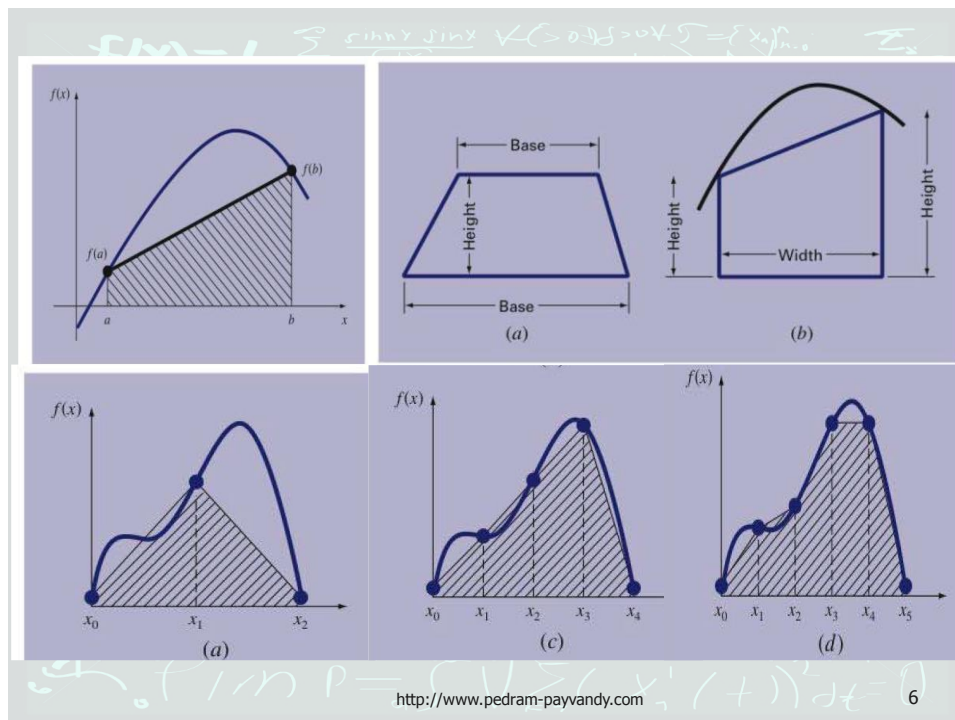 f(x)
f(b)
f(a)
a
b
x
Base
Height
Base
(a)
Height
Width
Height
(b)
f(x)
x₀
x₁
x₂
(a)
f(x)
x₀
x₁
x₂
x₃
x₄
(c)
f(x)
x₀
x₁
x₂
x₃
x₄
x₅
(d)
http://www.pedram-payvandy.com
6